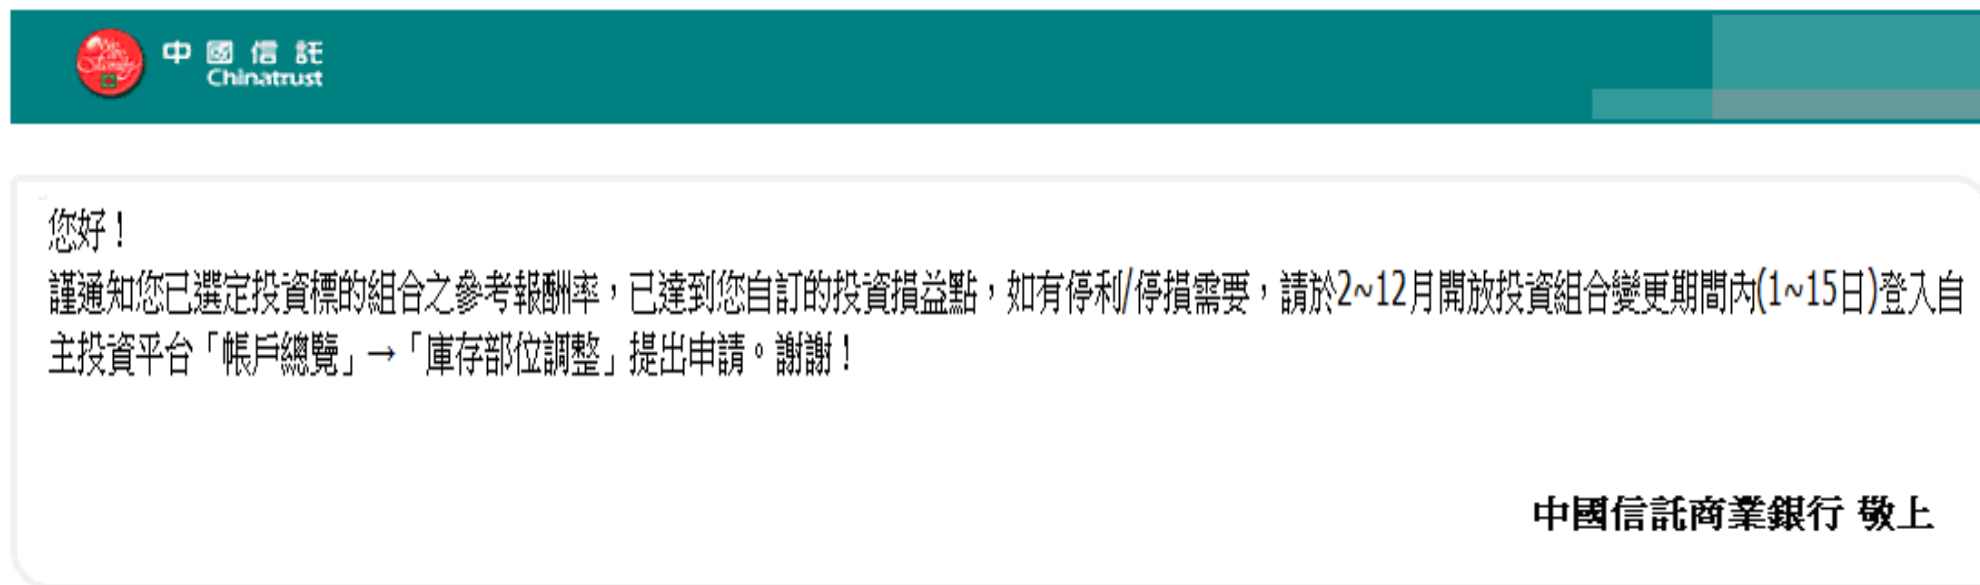 中國信託
Chinatrust
您好！
謹通知您已選定投資標的組合之參考報酬率，已達到您自訂的投資損益點，如有停利/停損需要，請於2~12月開放投資組合變更期間內(1~15日)登入自
主投資平台「帳戶總覽」→「庫存部位調整」提出申請。謝謝！
中國信託商業銀行 敬上